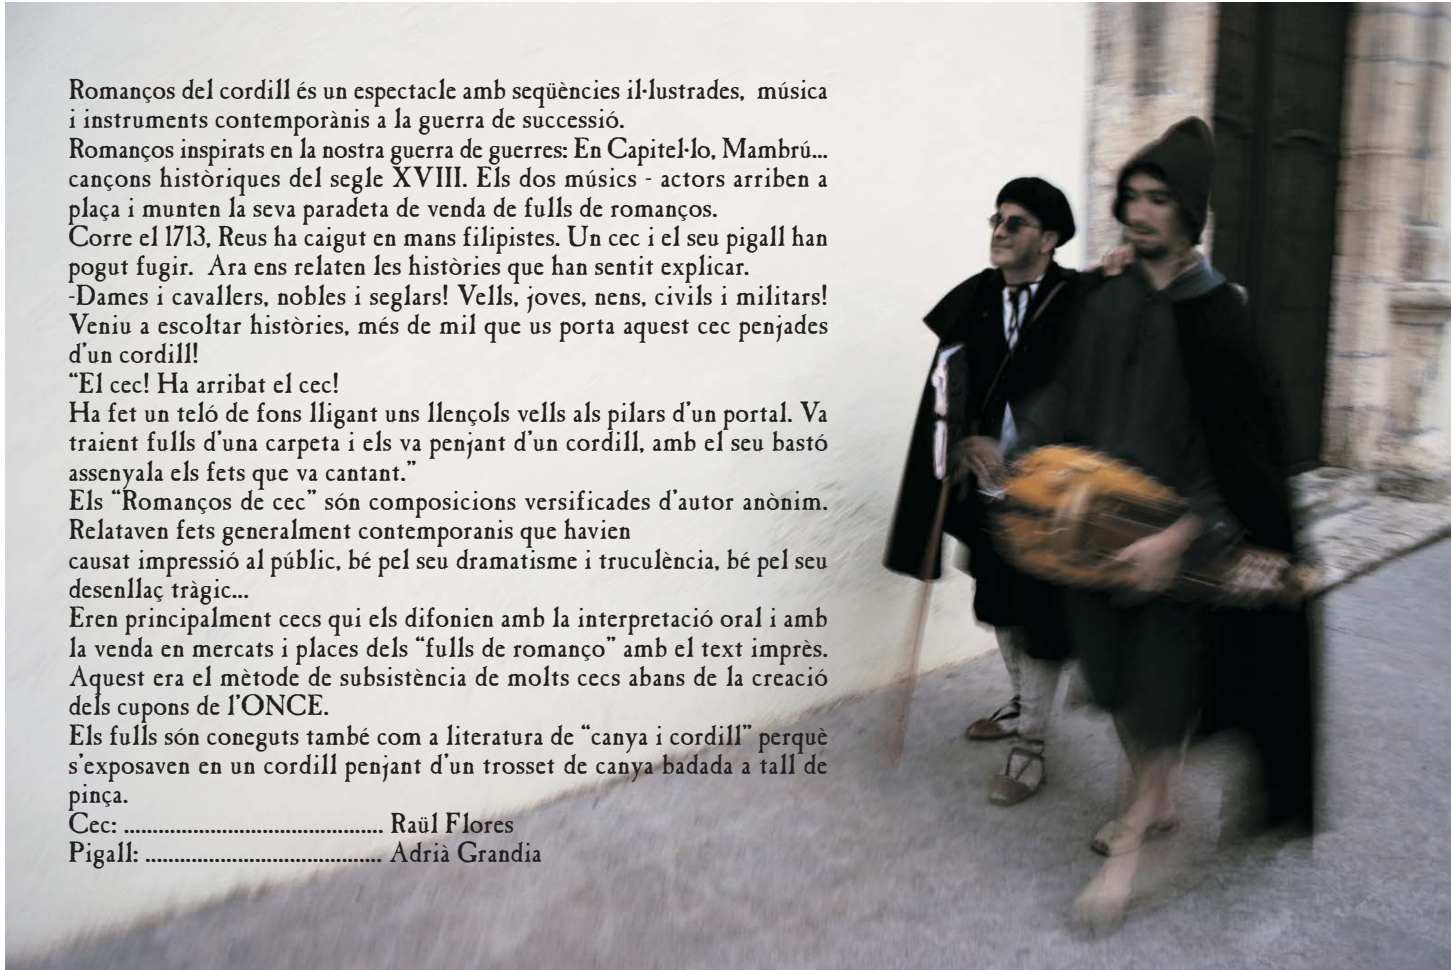 Romanços del cordill és un espectacle amb seqüències il·lustrades, música
i instruments contemporànis a la guerra de successió.
Romanços inspirats en la nostra guerra de guerres: En Capitel·lo, Mambrú...
cançons històriques del segle XVIII. Els dos músics - actors arriben a
plaça i munten la seva paradeta de venda de fulls de romanços.
Corre el 1713, Reus ha caigut en mans filipistes. Un cec i el seu pigall han
pogut fugir. Ara ens relaten les històries que han sentit explicar.
-Dames i cavallers, nobles i seglars! Vells, joves, nens, civils i militars!
Veniu a escoltar històries, més de mil que us porta aquest cec penjades
d'un cordill!
“El cec! Ha arribat el cec!
Ha fet un teló de fons lligant uns llençols vells als pilars d'un portal. Va
traient fulls d'una carpeta i els va penjant d'un cordill, amb el seu bastó
assenyala els fets que va cantant.”
Els “Romanços de cec” són composicions versificades d'autor anònim.
Relataven fets generalment contemporanis que havien
causat impressió al públic, bé pel seu dramatisme i truculència, bé pel seu
desenllaç tràgic...
Eren principalment cecs qui els difonien amb la interpretació oral i amb
la venda en mercats i places dels “fulls de romanço” amb el text imprès.
Aquest era el mètode de subsistència de molts cecs abans de la creació
dels cupons de l'ONCE.
Els fulls són coneguts també com a literatura de “canya i cordill” perquè
s'exposaven en un cordill penjant d'un trosset de canya badada a tall de
pinça.
Cec: ............................................. Raül Flores
Pigall: ......................................... Adrià Grandia